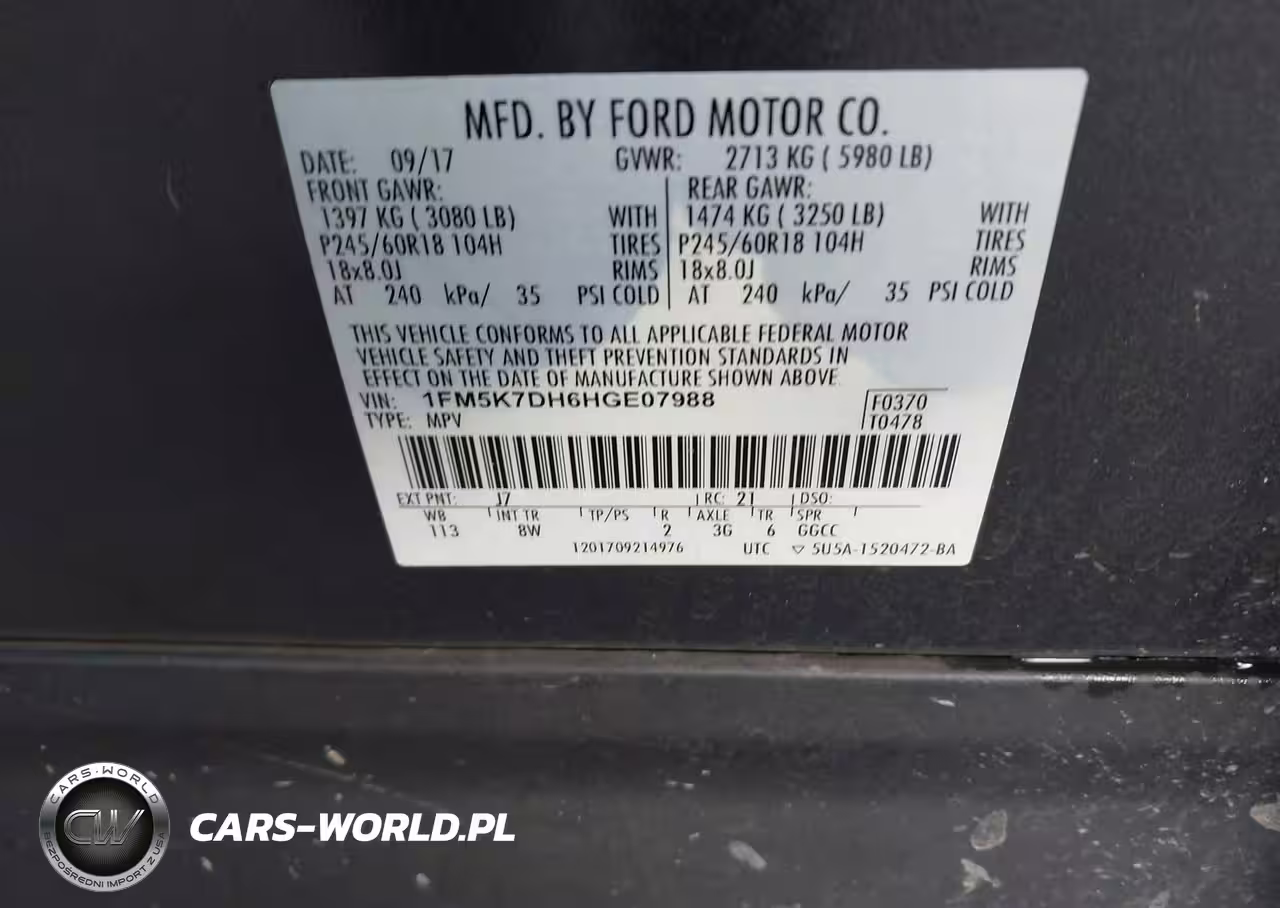 MFD. BY FORD MOTOR CO.
DATE: 09/17 GVWR: 2713 KG ( 5980 LB)
FRONT GAWR: REAR GAWR:
1397 KG ( 3080 LB) WITH 1474 KG ( 3250 LB) WITH
P245/60R18 104H TIRES P245/60R18 104H TIRES
18x8.0J RIMS 18x8.0J RIMS
AT 240 kPa/ 35 PSI COLD AT 240 kPa/ 35 PSI COLD
THIS VEHICLE CONFORMS TO ALL APPLICABLE FEDERAL MOTOR
VEHICLE SAFETY AND THEFT PREVENTION STANDARDS IN
EFFECT ON THE DATE OF MANUFACTURE SHOWN ABOVE
VIN: 1FM5K7DH6HGE07988 F0370
TYPE: MPV T0478
EXT PNT: J7 RC: 21 DSO:
WB INT TR TP/PS R AXLE TR SPR
113 8W 2 3G 6 GGCC
1201709214976 UTC ▽ 5U5A-1520472-BA
CARS-WORLD
CW
BEZPOŚREDNI IMPORT Z USA
CARS-WORLD.PL